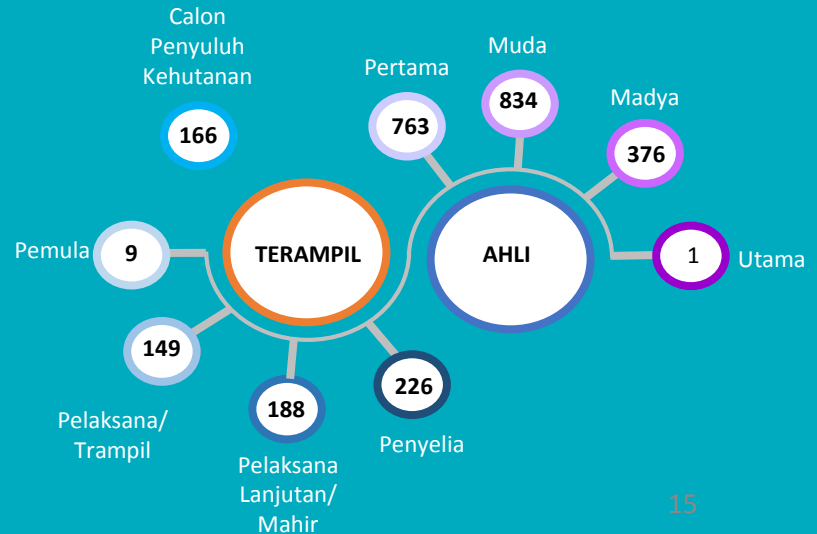 Calon
Penyuluh
Kehutanan
166
Pemula
9
149
Pelaksana/
Trampil
188
Pelaksana
Lanjutan/
Mahir
226
Penyelia
TERAMPIL
Pertama
763
Muda
834
Madya
376
1
Utama
AHLI
15